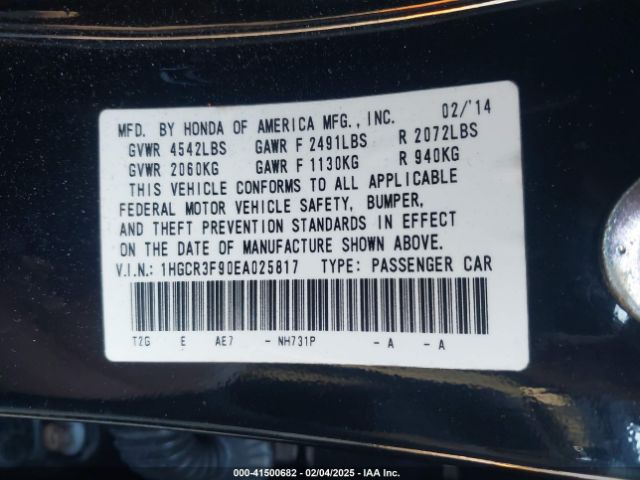 MFD. BY HONDA OF AMERICA MFG., INC. 02/'14
GVWR 4542LBS GAWR F 2491LBS R 2072LBS
GVWR 2060KG GAWR F 1130KG R 940KG
THIS VEHICLE CONFORMS TO ALL APPLICABLE
FEDERAL MOTOR VEHICLE SAFETY, BUMPER,
AND THEFT PREVENTION STANDARDS IN EFFECT
ON THE DATE OF MANUFACTURE SHOWN ABOVE.
V.I.N.: 1HGCR3F90EA025817 TYPE: PASSENGER CAR
T2G E AE7 - NH731P - A - A
000-41500682 - 02/04/2025 - IAA Inc.